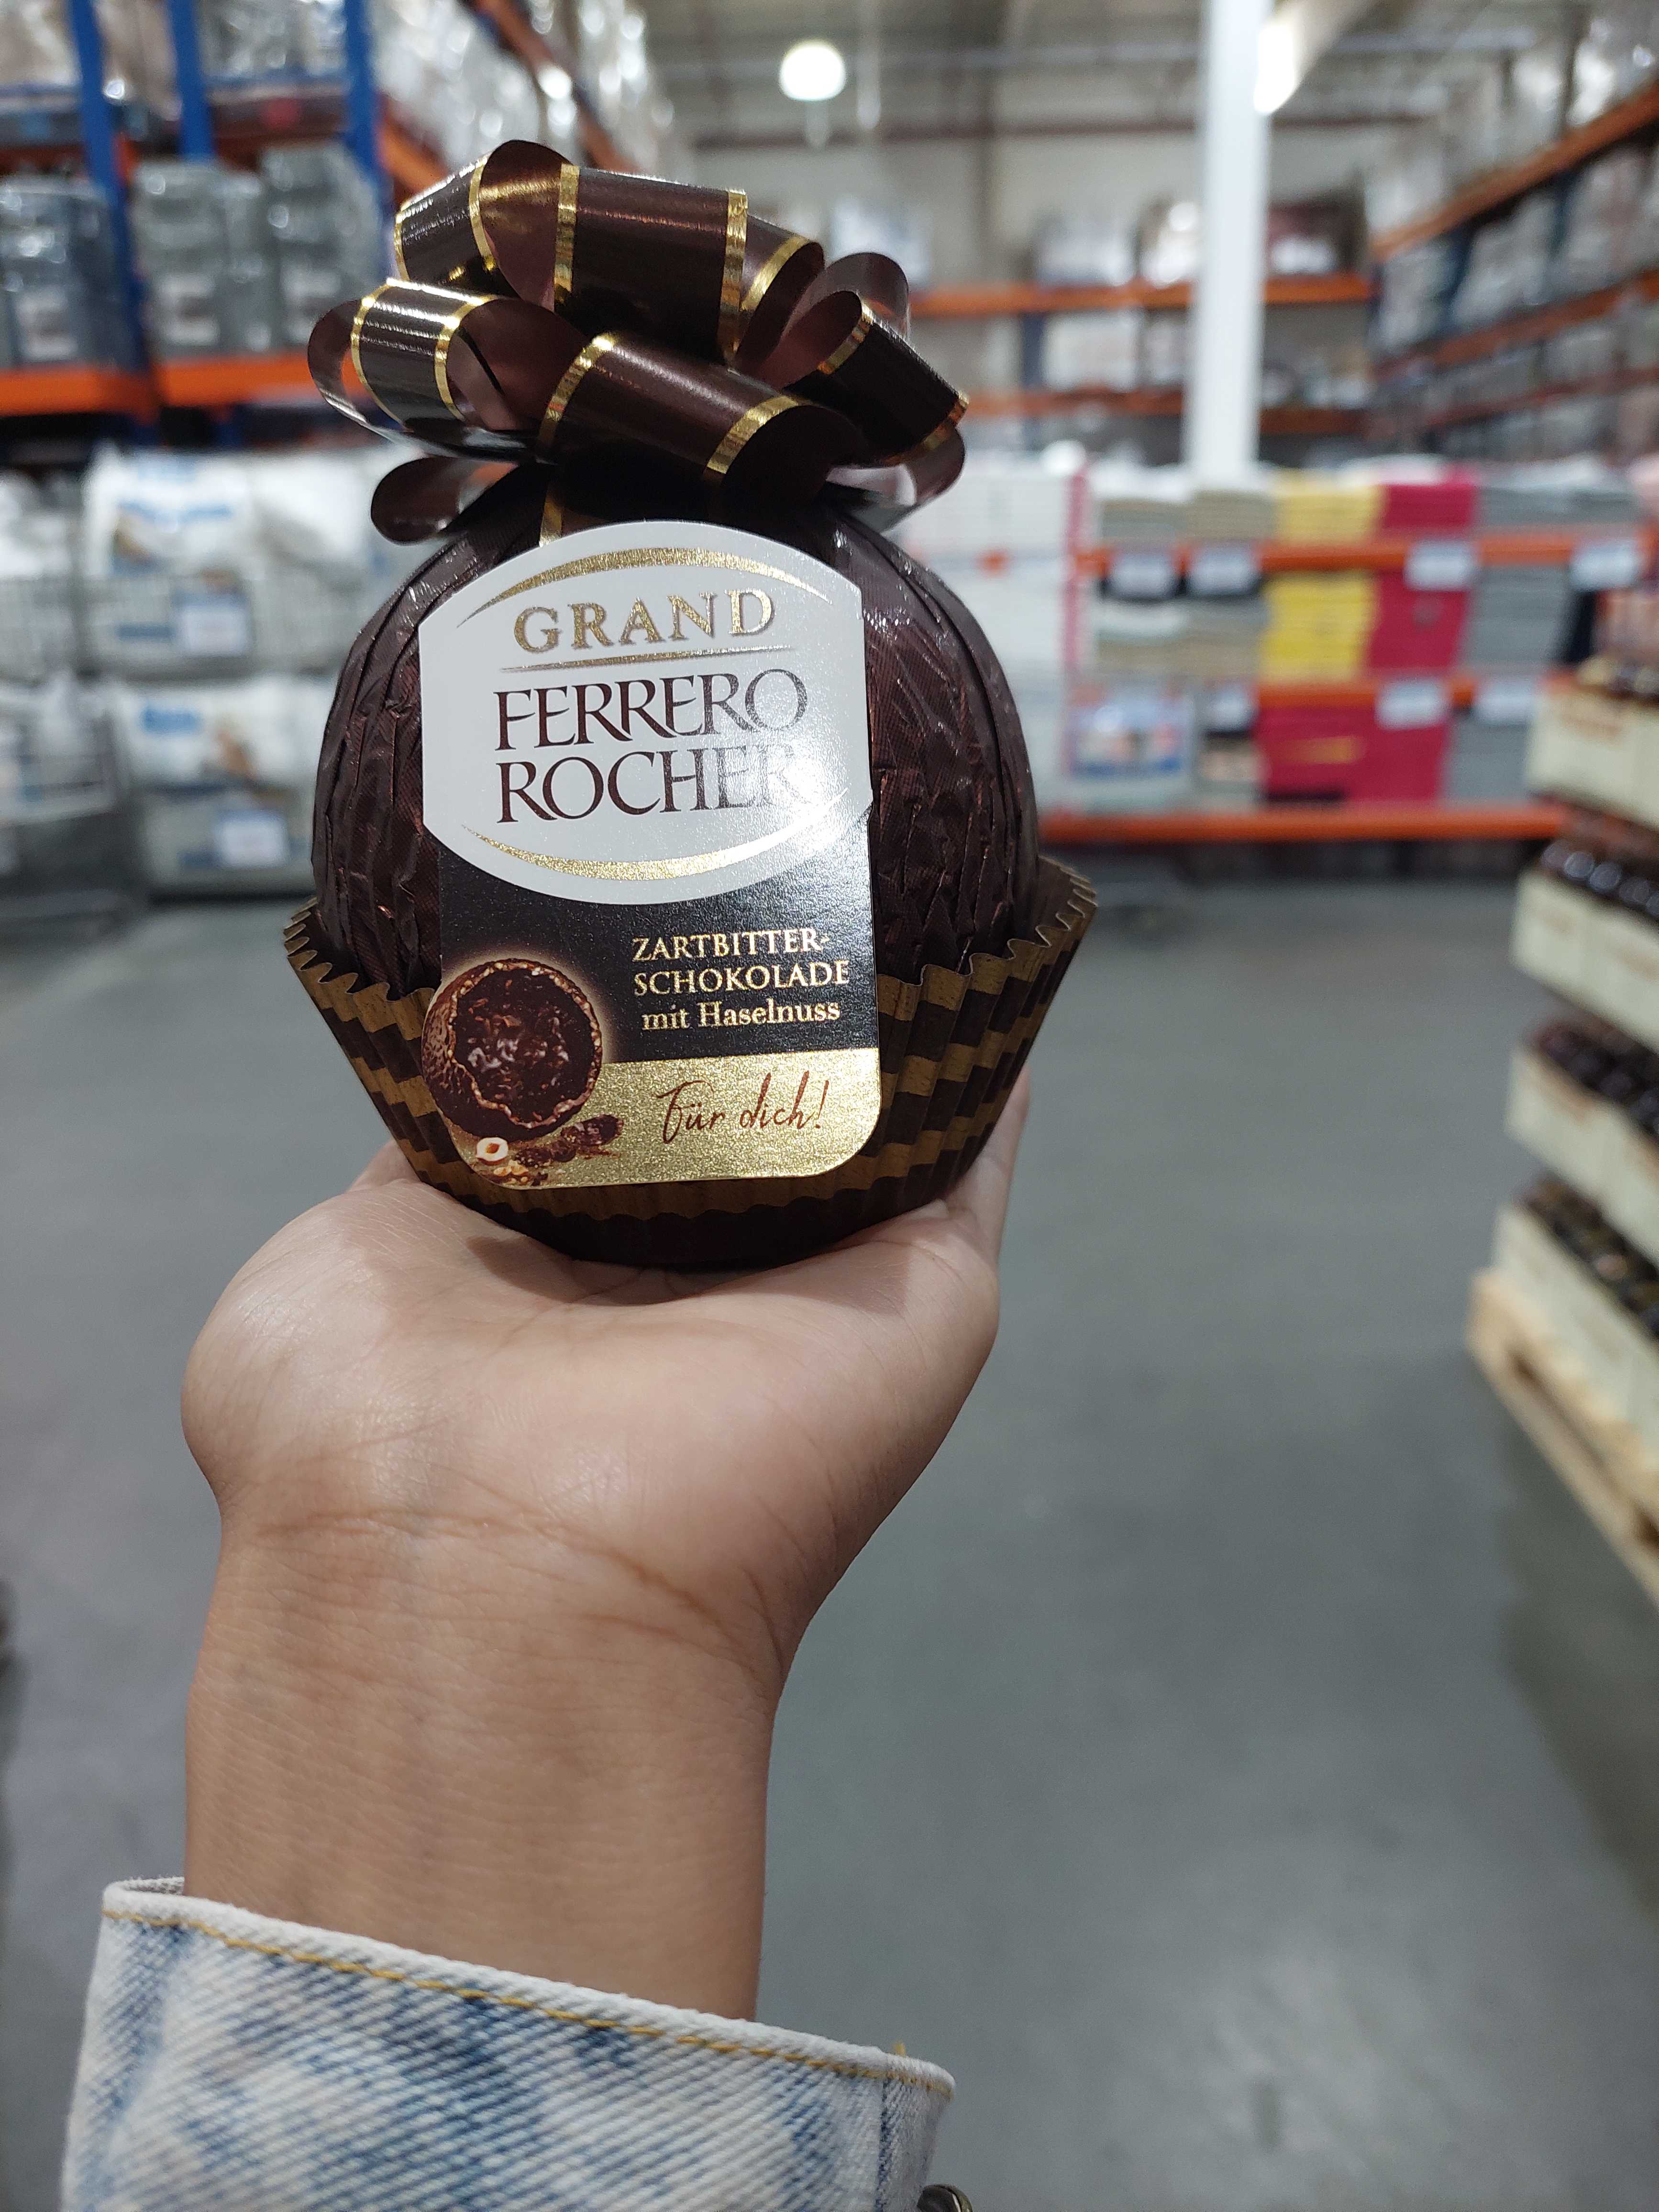 GRAND
FERRERO
ROCHER
ZARTBITTER-
SCHOKOLADE
mit Haselnuss
Für dich!